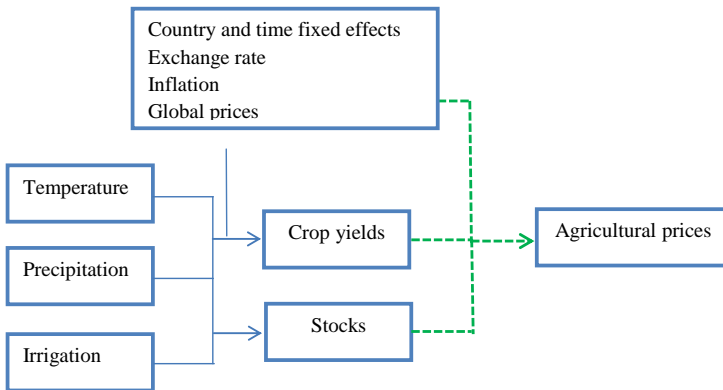 Country and time fixed effects
Exchange rate
Inflation
Global prices
Temperature
Crop yields
Agricultural prices
Precipitation
Stocks
Irrigation